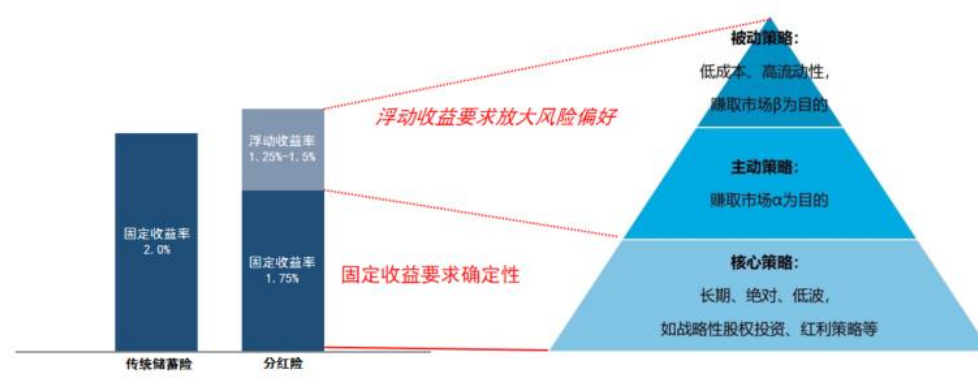 被动策略：
低成本、高流动性，
赚取市场β为目的
浮动收益要求放大风险偏好
浮动收益率
1.25%-1.5%
主动策略：
赚取市场α为目的
固定收益率
2.0%
固定收益率
1.75%
固定收益要求确定性
核心策略：
长期、绝对、低波，
如战略性股权投资、红利策略等
传统储蓄险
分红险